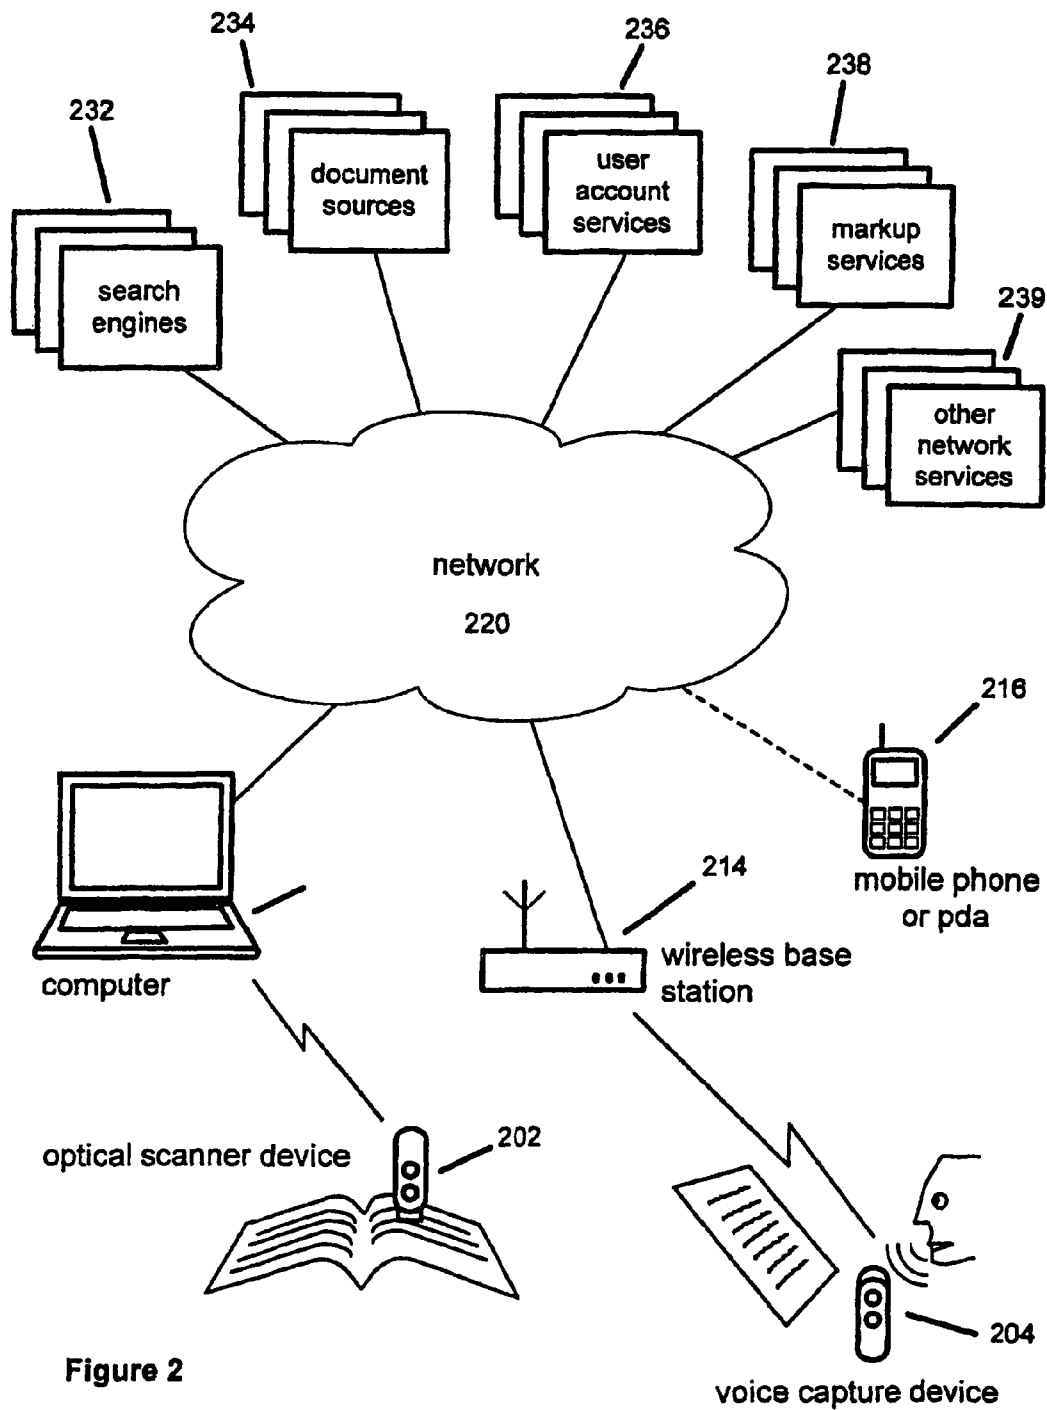 234
236
238
232
document
sources
user
account
services
markup
services
search
engines
239
other
network
services
network
220
216
mobile phone
or pda
214
wireless base
station
computer
optical scanner device
202
204
Figure 2
voice capture device